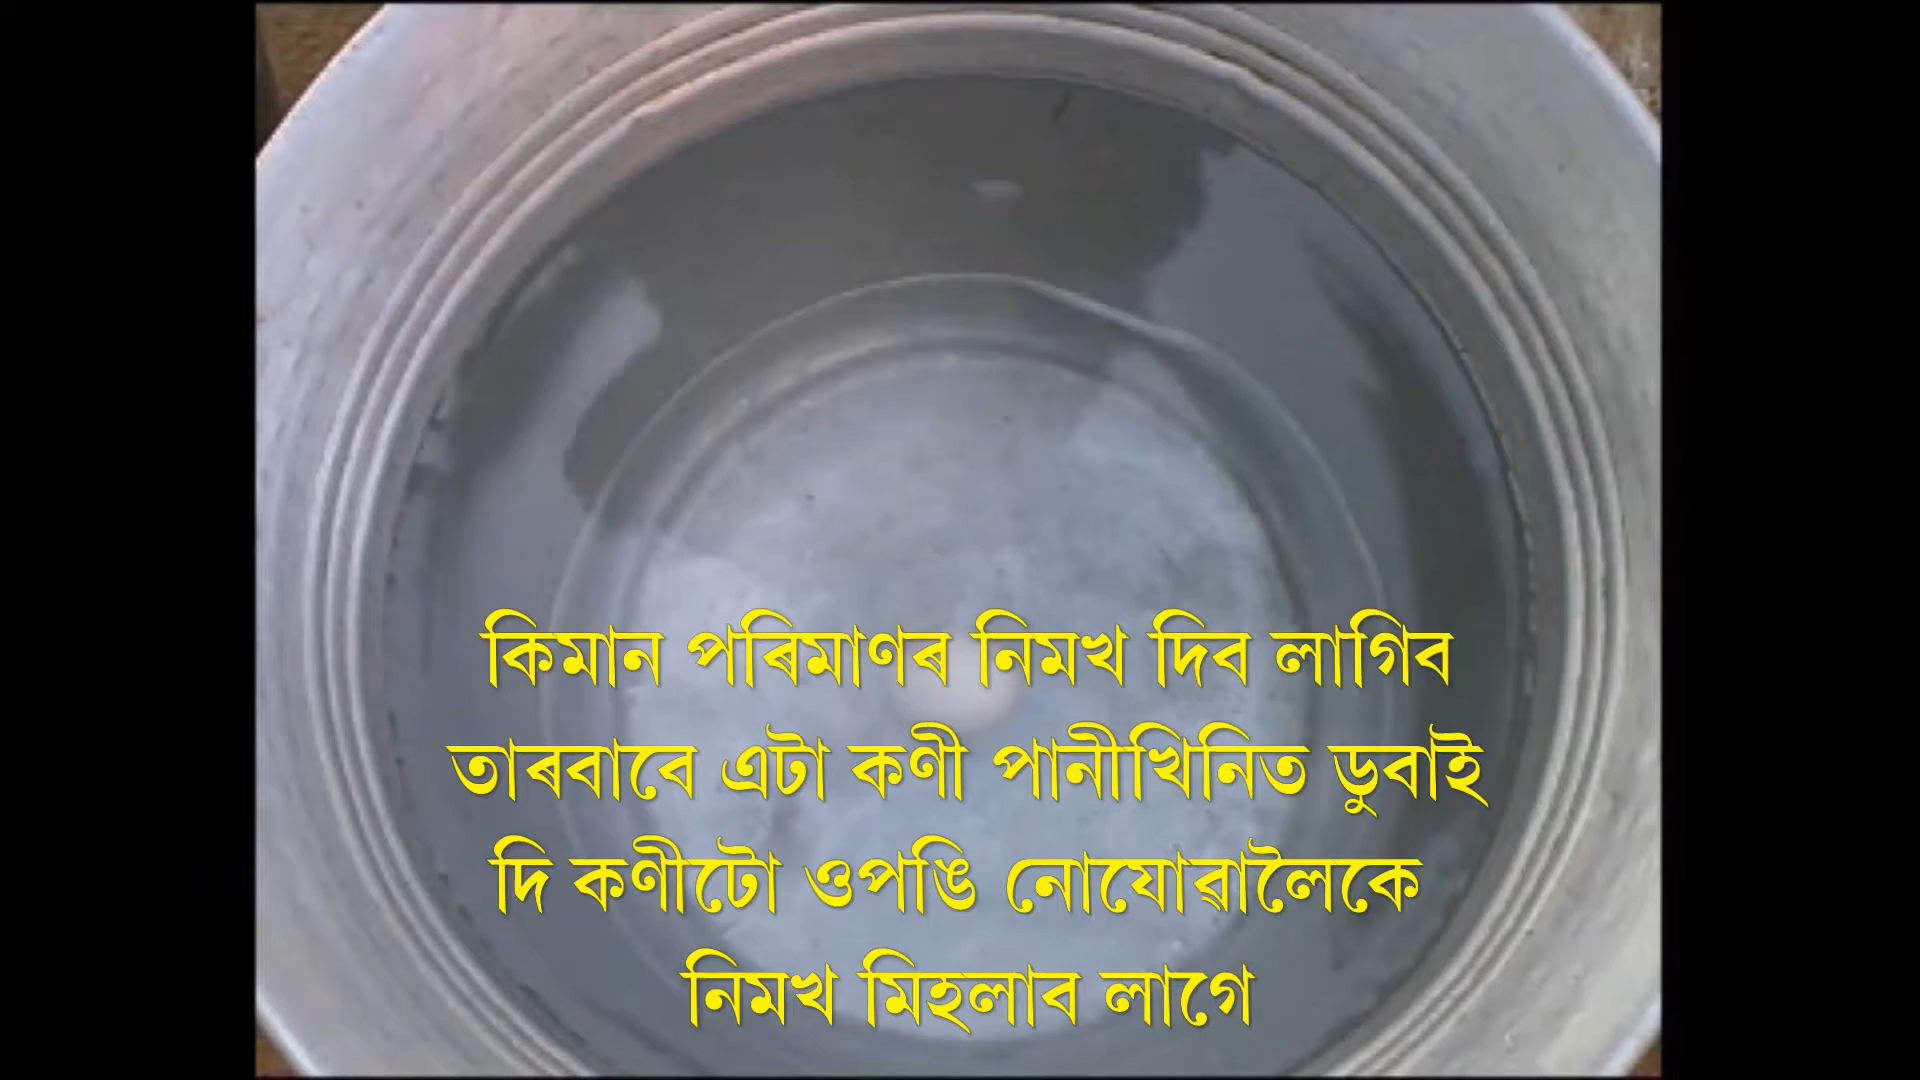 কিমান পৰিমাণৰ নিমখ দিব লাগিব
তাৰবাবে এটা কণী পানীখিনিত ডুবাই
দি কণীটো ওপঙি নোযোৱালৈকে
নিমখ মিহলাব লাগে